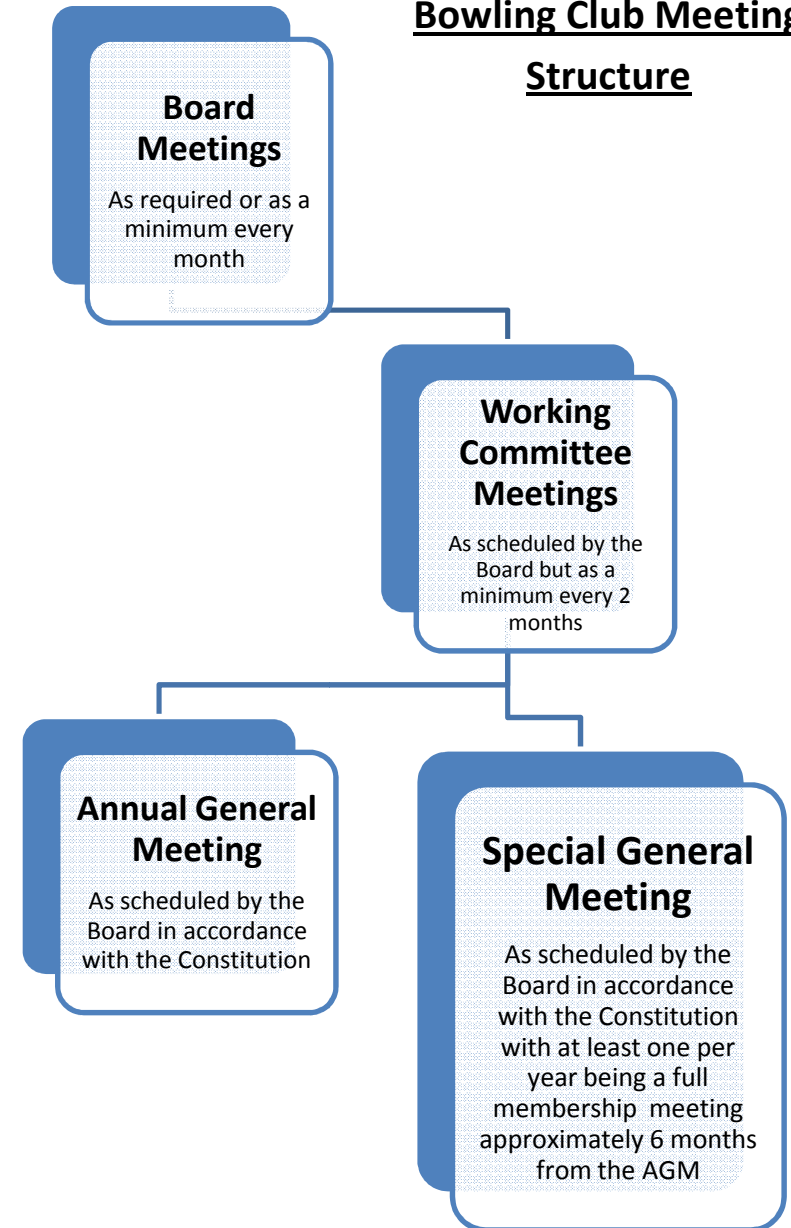 Bowling Club Meeting
Structure
Board
Meetings
As required or as a
minimum every
month
Working
Committee
Meetings
As scheduled by the
Board but as a
minimum every 2
months
Annual General
Meeting
As scheduled by the
Board in accordance
with the Constitution
Special General
Meeting
As scheduled by the
Board in accordance
with the Constitution
with at least one per
year being a full
membership meeting
approximately 6 months
from the AGM